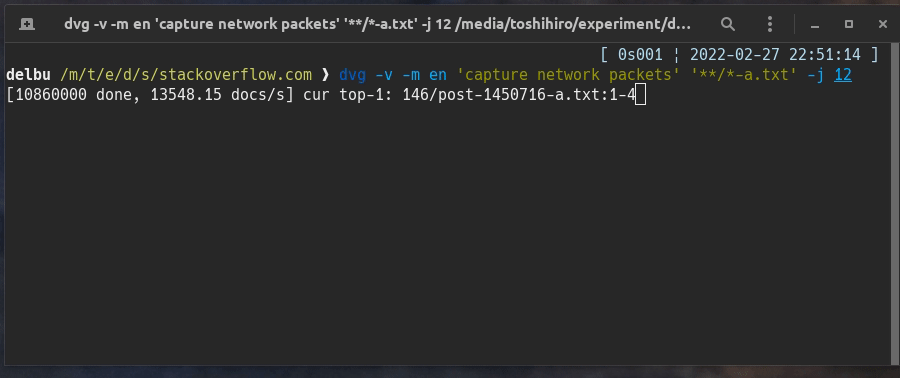 dvg -v -m en 'capture network packets' '**/*-a.txt' -j 12 /media/toshihiro/experiment/d…
[ 0s001 ¦ 2022-02-27 22:51:14 ]
delbu /m/t/e/d/s/stackoverflow.com ❯ dvg -v -m en 'capture network packets' '**/*-a.txt' -j 12
[10860000 done, 13548.15 docs/s] cur top-1: 146/post-1450716-a.txt:1-4